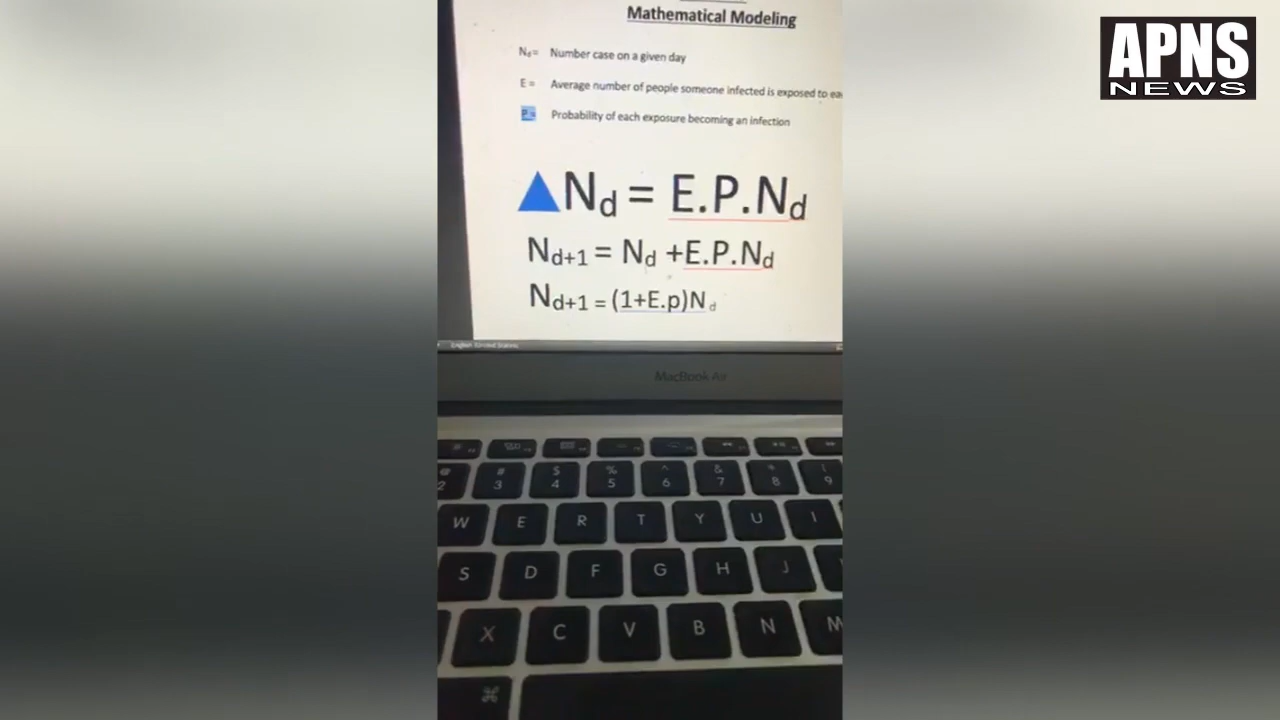 Mathematical Modeling
APNS
NEWS
Nd= Number case on a given day
E = Average number of people someone infected is exposed to ea
P = Probability of each exposure becoming an infection
▲Nd = E.P.Nd
Nd+1 = Nd +E.P.Nd
Nd+1 = (1+E.p)Nd
MacBook Air
@ # $ % ^ & * (
2 3 4 5 6 7 8 9
W E R T Y U I
S D F G H J
X C V B N M
⌘